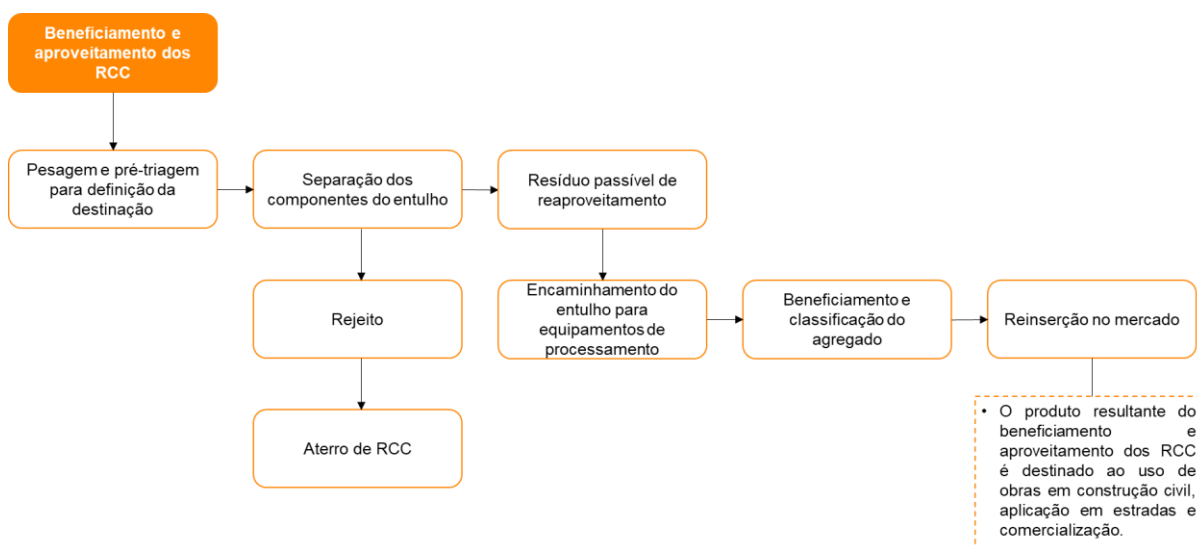 Beneficiamento e
aproveitamento dos
RCC
Pesagem e pré-triagem
para definição da
destinação
Separação dos
componentes do entulho
Resíduo passível de
reaproveitamento
Rejeito
Encaminhamento do
entulho para
equipamentos de
processamento
Beneficiamento e
classificação do
agregado
Reinserção no mercado
Aterro de RCC
• O produto resultante do
beneficiamento e
aproveitamento dos RCC
é destinado ao uso de
obras em construção civil,
aplicação em estradas e
comercialização.